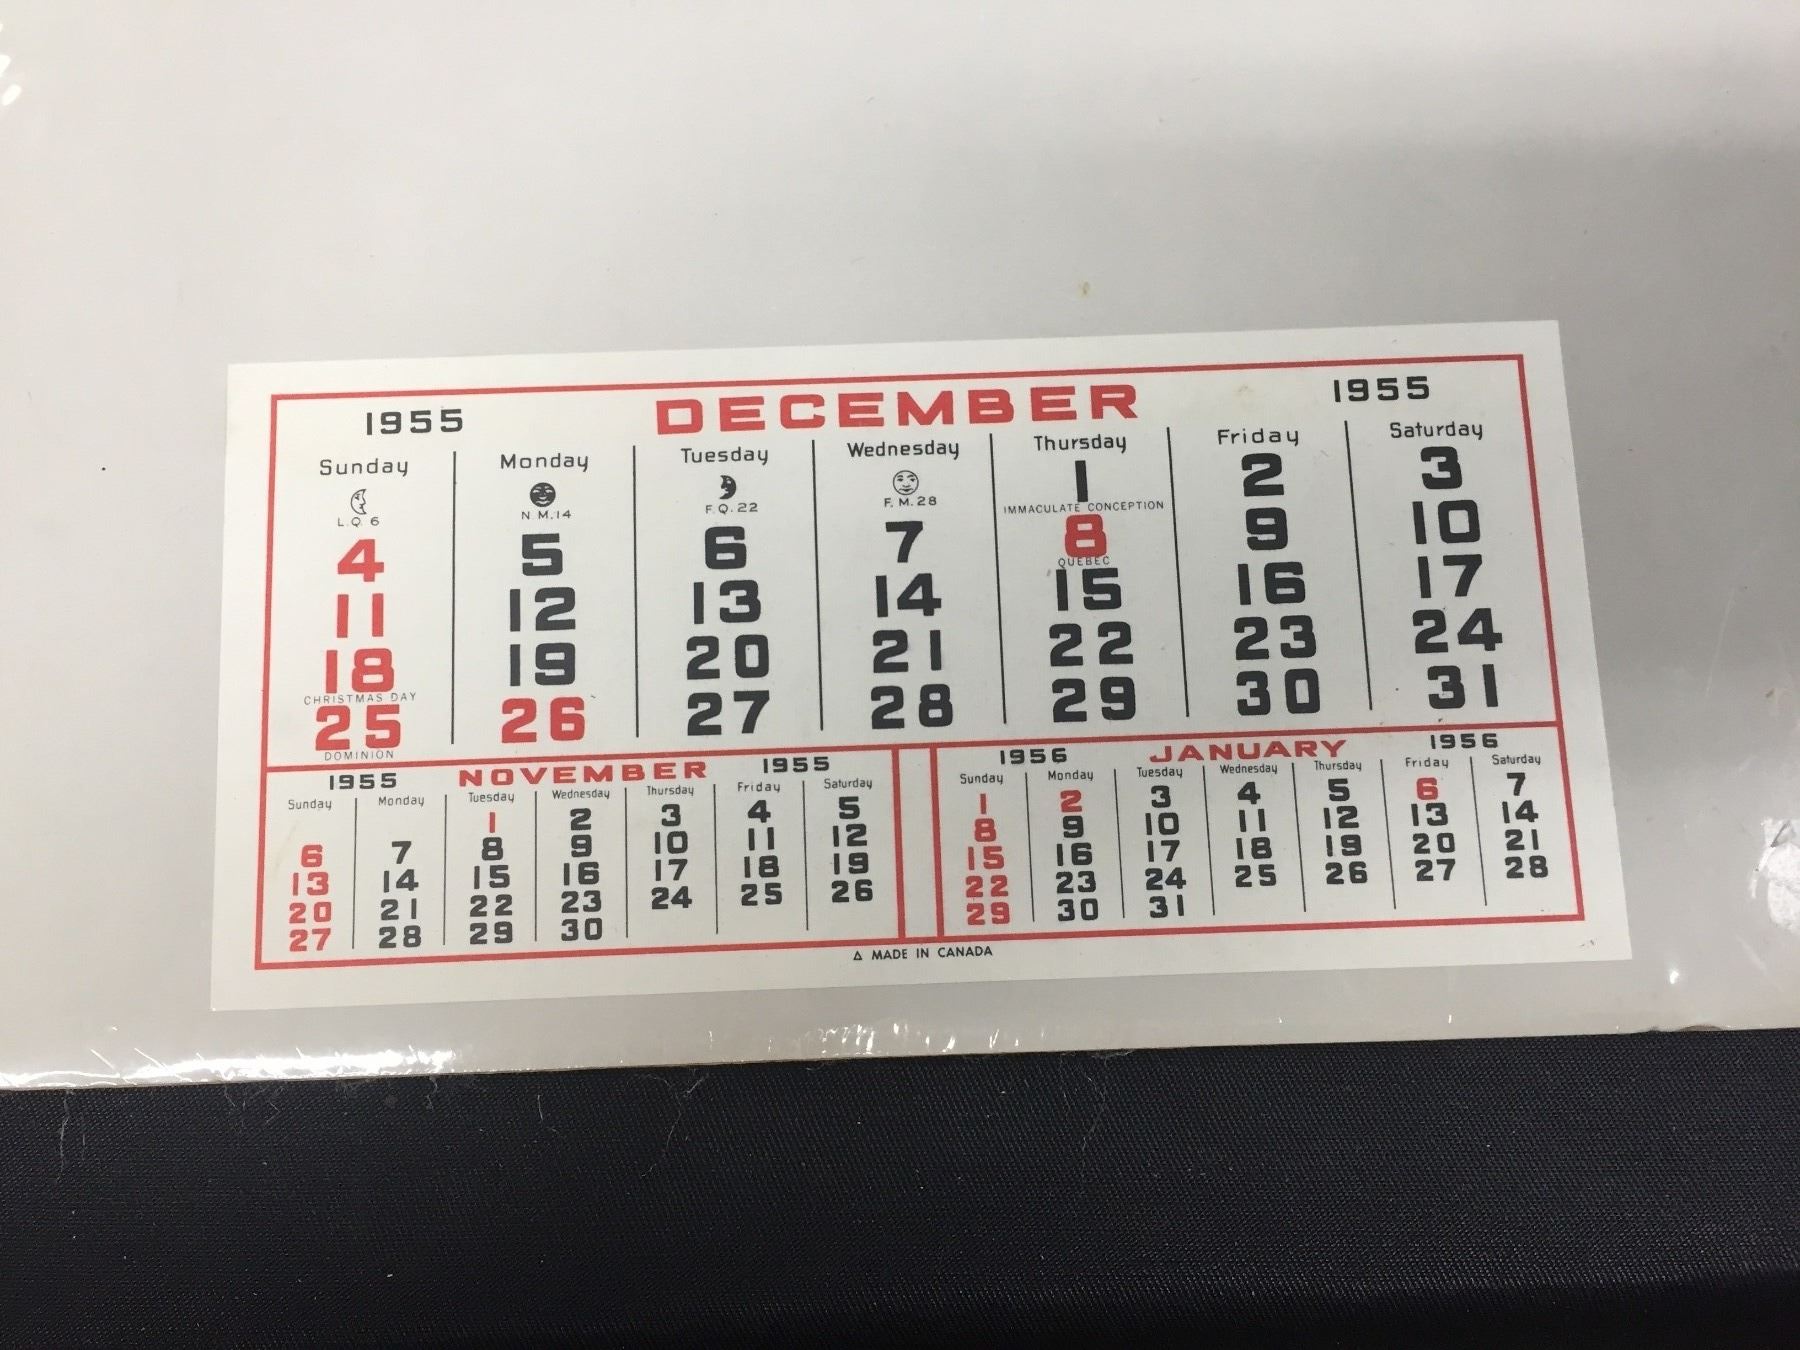 1955 DECEMBER 1955
Sunday Monday Tuesday Wednesday Thursday Friday Saturday
L.Q. 6 N.M.14 F.Q.22 F.M.28 1 2 3
IMMACULATE CONCEPTION
4 5 6 7 8 9 10
QUEBEC
11 12 13 14 15 16 17
18 19 20 21 22 23 24
CHRISTMAS DAY
25 26 27 28 29 30 31
DOMINION
1955 NOVEMBER 1955
Sunday Monday Tuesday Wednesday Thursday Friday Saturday
1 2 3 4 5
6 7 8 9 10 11 12
13 14 15 16 17 18 19
20 21 22 23 24 25 26
27 28 29 30
1956 JANUARY 1956
Sunday Monday Tuesday Wednesday Thursday Friday Saturday
1 2 3 4 5 6 7
8 9 10 11 12 13 14
15 16 17 18 19 20 21
22 23 24 25 26 27 28
29 30 31
△ MADE IN CANADA